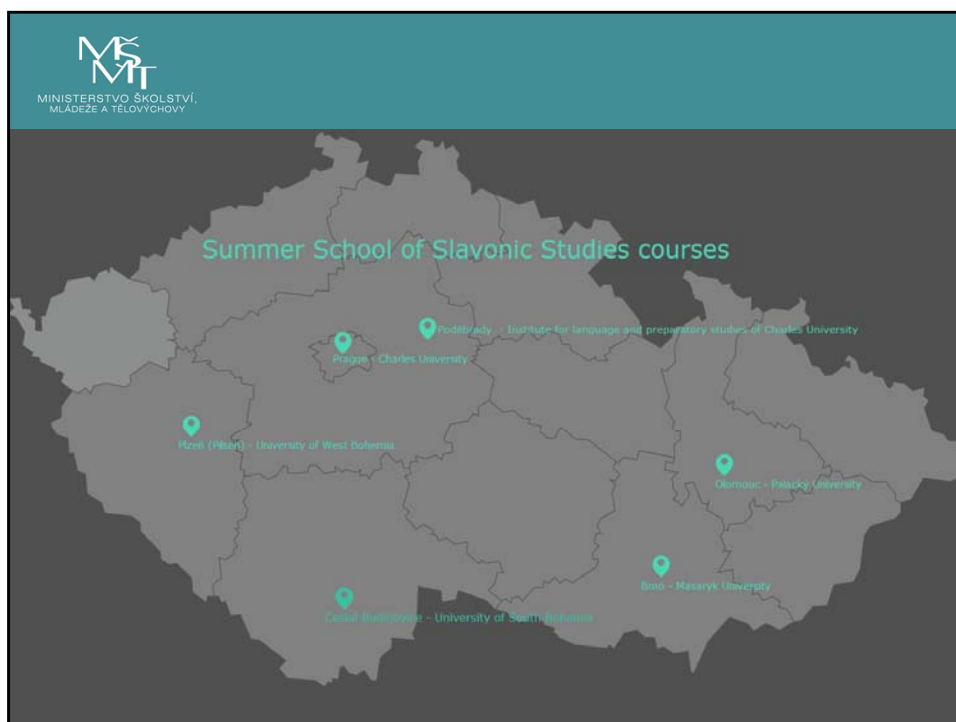 MŠMT
MINISTERSTVO ŠKOLSTVÍ,
MLÁDEŽE A TĚLOVÝCHOVY
Summer School of Slavonic Studies courses
Poděbrady - Institute for language and preparatory studies of Charles University
Prague - Charles University
Plzeň (Pilsen) - University of West Bohemia
Olomouc - Palacký University
Brno - Masaryk University
České Budějovice - University of South Bohemia